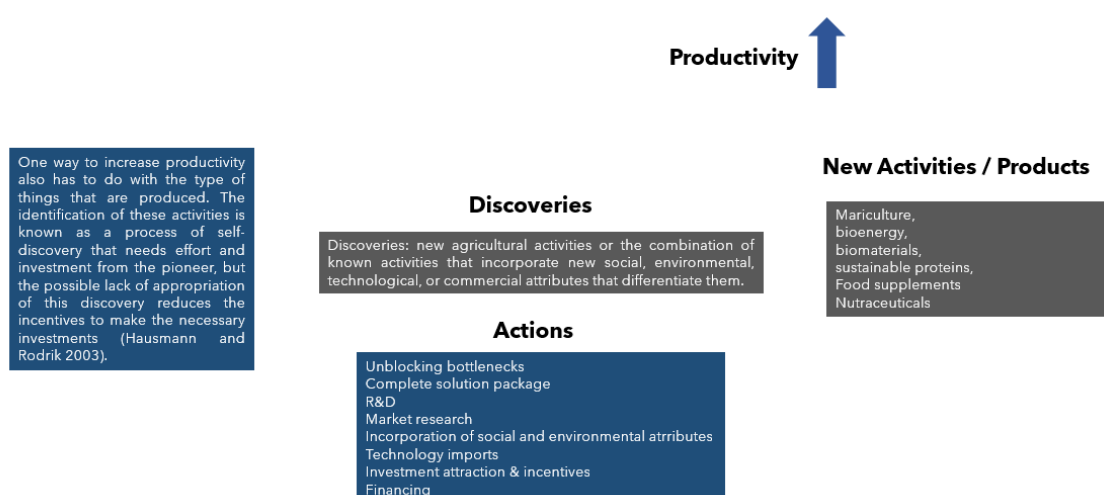 Productivity
One way to increase productivity
also has to do with the type of
things that are produced. The
identification of these activities is
known as a process of self-
discovery that needs effort and
investment from the pioneer, but
the possible lack of appropriation
of this discovery reduces the
incentives to make the necessary
investments (Hausmann and
Rodrik 2003).
Discoveries
Discoveries: new agricultural activities or the combination of
known activities that incorporate new social, environmental,
technological, or commercial attributes that differentiate them.
Actions
Unblocking bottlenecks
Complete solution package
R&D
Market research
Incorporation of social and environmental atrributes
Technology imports
Investment attraction & incentives
Financing
New Activities / Products
Mariculture,
bioenergy,
biomaterials,
sustainable proteins,
Food supplements
Nutraceuticals